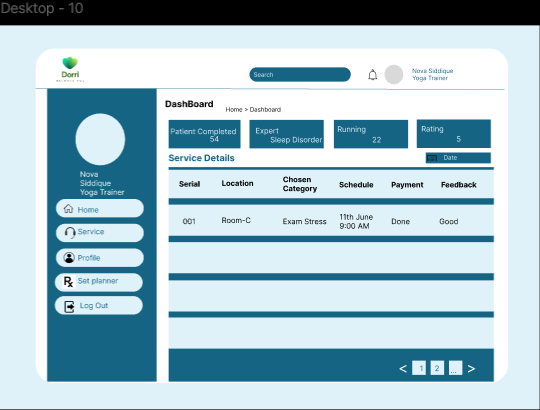 Desktop - 10
Dorri
Search
Nova Siddique
Yoga Trainer
DashBoard
Home > Dashboard
Patient Completed
54
Expert
Sleep Disorder
Running
22
Rating
5
Service Details
Date
Nova
Siddique
Yoga Trainer
Home
Service
Profile
Set planner
Log Out
Serial Location Chosen Category Schedule Payment Feedback
001 Room-C Exam Stress 11th June 9:00 AM Done Good
< 1 2 ... >